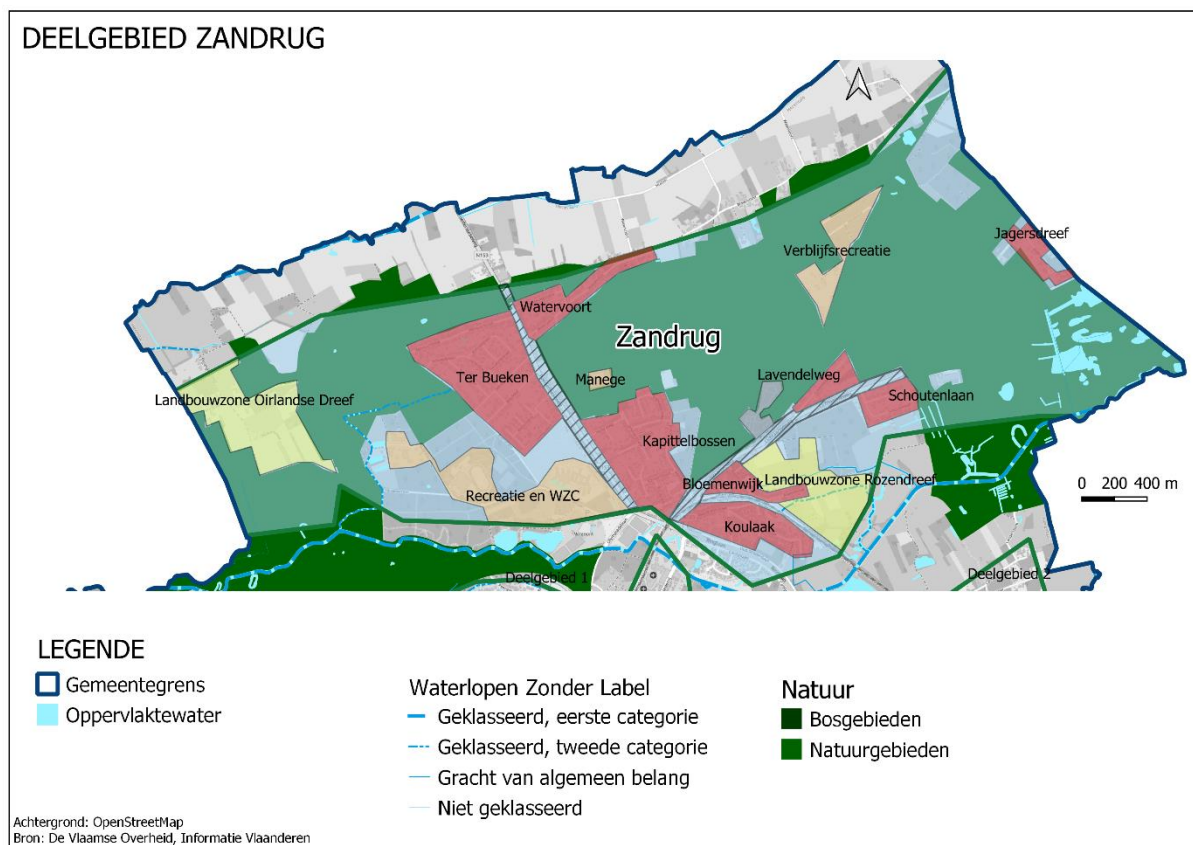 DEELGEBIED ZANDRUG
N133
Jagersdreef
Verblijfsrecreatie
Watervoort
Zandrug
Ter Bueken
Manege
Lavendelweg
Landbouwzone Oirlandse Dreef
Schoutenlaan
Kapittelbossen
Bloemenwijk
Landbouwzone Rozendreef
Recreatie en WZC
Koulaak
0 200 400 m
Deelgebied 1
Deelgebied 2
LEGENDE
Gemeentegrens
Oppervlaktewater
Waterlopen Zonder Label
Geklasseerd, eerste categorie
Geklasseerd, tweede categorie
Gracht van algemeen belang
Niet geklasseerd
Natuur
Bosgebieden
Natuurgebieden
Achtergrond: OpenStreetMap
Bron: De Vlaamse Overheid, Informatie Vlaanderen